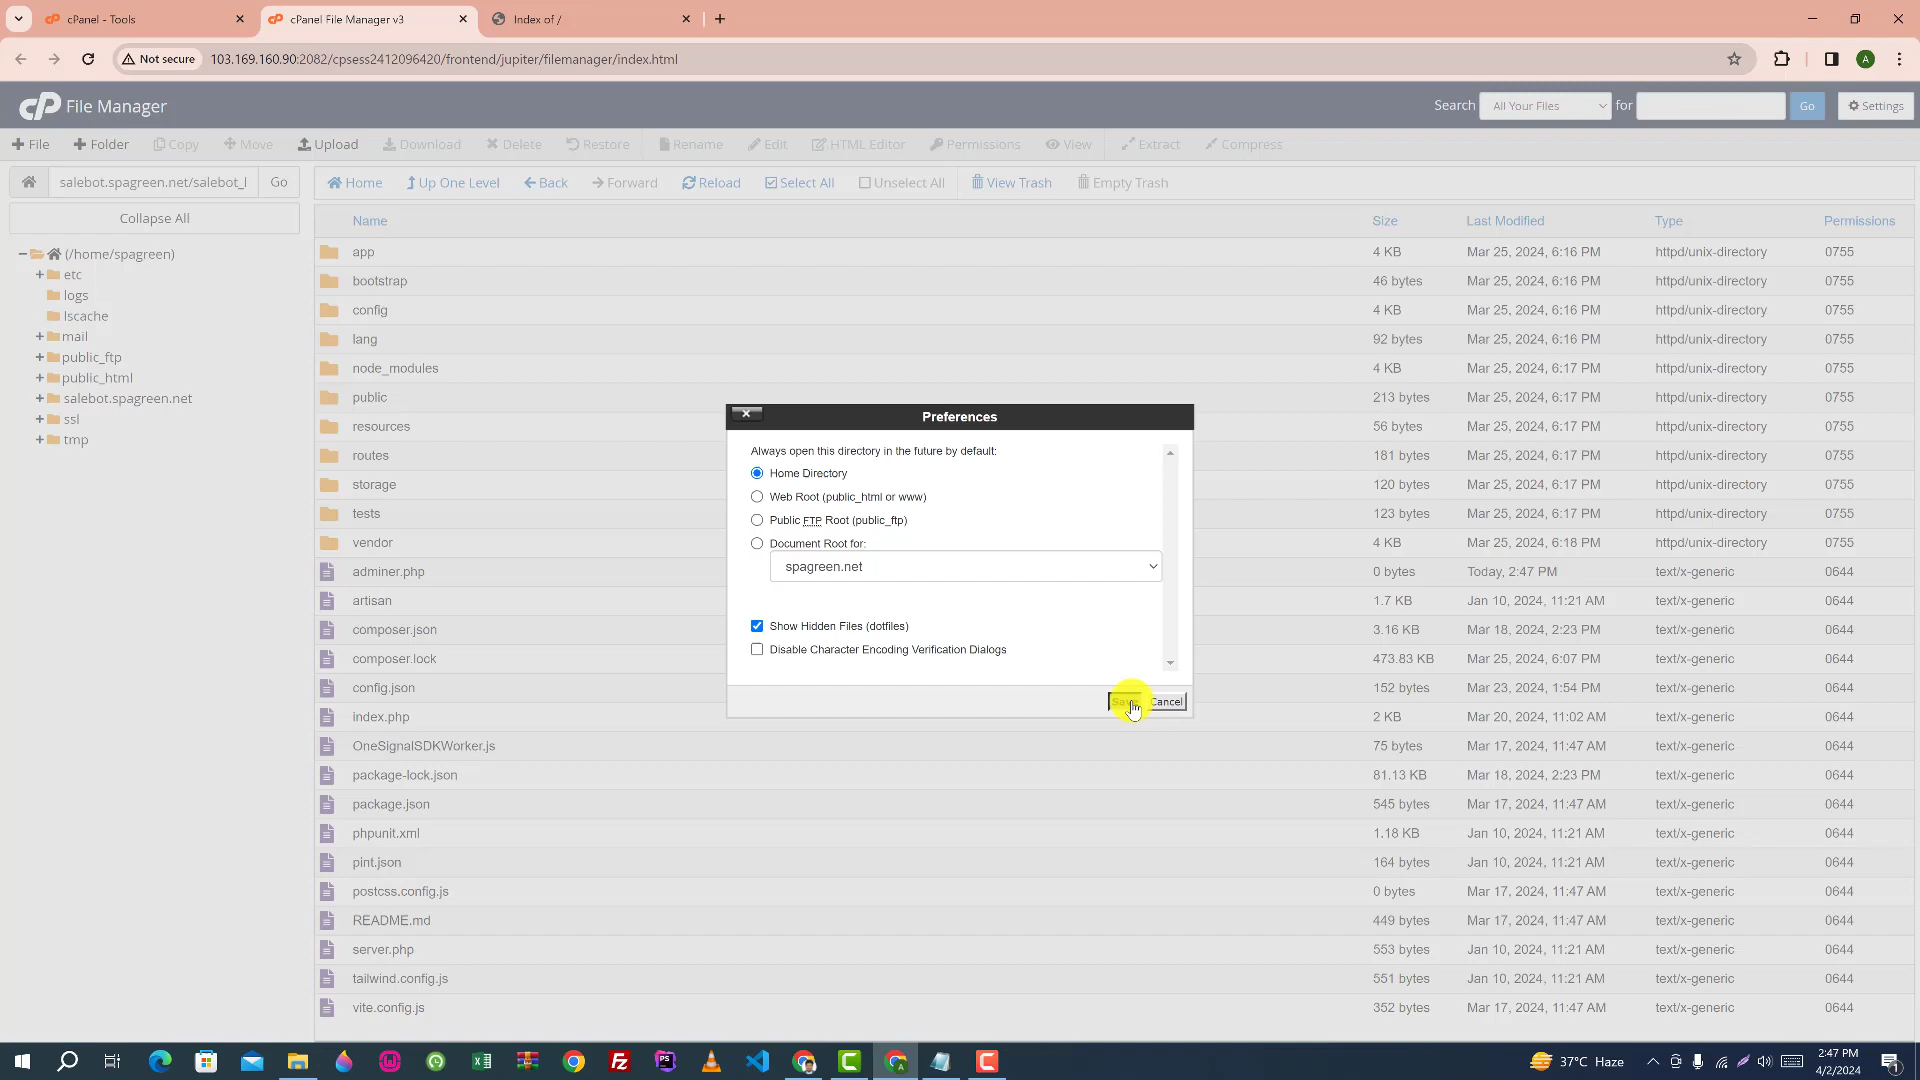 cPanel - Tools
cPanel File Manager v3
Index of /
Not secure
103.169.160.90:2082/cpsess2412096420/frontend/jupiter/filemanager/index.html
A
cP File Manager
Search All Your Files for Go Settings
File Folder Copy Move Upload Download Delete Restore Rename Edit HTML Editor Permissions View Extract Compress
salebot.spagreen.net/salebot_l Go
Home Up One Level Back Forward Reload Select All Unselect All View Trash Empty Trash
Collapse All
(/home/spagreen)
etc
logs
lscache
mail
public_ftp
public_html
salebot.spagreen.net
ssl
tmp
Name Size Last Modified Type Permissions
app 4 KB Mar 25, 2024, 6:16 PM httpd/unix-directory 0755
bootstrap 46 bytes Mar 25, 2024, 6:16 PM httpd/unix-directory 0755
config 4 KB Mar 25, 2024, 6:16 PM httpd/unix-directory 0755
lang 92 bytes Mar 25, 2024, 6:16 PM httpd/unix-directory 0755
node_modules 4 KB Mar 25, 2024, 6:17 PM httpd/unix-directory 0755
public 213 bytes Mar 25, 2024, 6:17 PM httpd/unix-directory 0755
resources 56 bytes Mar 25, 2024, 6:17 PM httpd/unix-directory 0755
routes 181 bytes Mar 25, 2024, 6:17 PM httpd/unix-directory 0755
storage 120 bytes Mar 25, 2024, 6:17 PM httpd/unix-directory 0755
tests 123 bytes Mar 25, 2024, 6:17 PM httpd/unix-directory 0755
vendor 4 KB Mar 25, 2024, 6:18 PM httpd/unix-directory 0755
adminer.php 0 bytes Today, 2:47 PM text/x-generic 0644
artisan 1.7 KB Jan 10, 2024, 11:21 AM text/x-generic 0644
composer.json 3.16 KB Mar 18, 2024, 2:23 PM text/x-generic 0644
composer.lock 473.83 KB Mar 25, 2024, 6:07 PM text/x-generic 0644
config.json 152 bytes Mar 23, 2024, 1:54 PM text/x-generic 0644
index.php 2 KB Mar 20, 2024, 11:02 AM text/x-generic 0644
OneSignalSDKWorker.js 75 bytes Mar 17, 2024, 11:47 AM text/x-generic 0644
package-lock.json 81.13 KB Mar 18, 2024, 2:23 PM text/x-generic 0644
package.json 545 bytes Mar 17, 2024, 11:47 AM text/x-generic 0644
phpunit.xml 1.18 KB Jan 10, 2024, 11:21 AM text/x-generic 0644
pint.json 164 bytes Jan 10, 2024, 11:21 AM text/x-generic 0644
postcss.config.js 0 bytes Mar 17, 2024, 11:47 AM text/x-generic 0644
README.md 449 bytes Mar 17, 2024, 11:47 AM text/x-generic 0644
server.php 553 bytes Jan 10, 2024, 11:21 AM text/x-generic 0644
tailwind.config.js 551 bytes Jan 10, 2024, 11:21 AM text/x-generic 0644
vite.config.js 352 bytes Mar 17, 2024, 11:47 AM text/x-generic 0644
Preferences
Always open this directory in the future by default:
Home Directory
Web Root (public_html or www)
Public FTP Root (public_ftp)
Document Root for:
spagreen.net
Show Hidden Files (dotfiles)
Disable Character Encoding Verification Dialogs
Save Cancel
37°C Haze
2:47 PM
4/2/2024
1